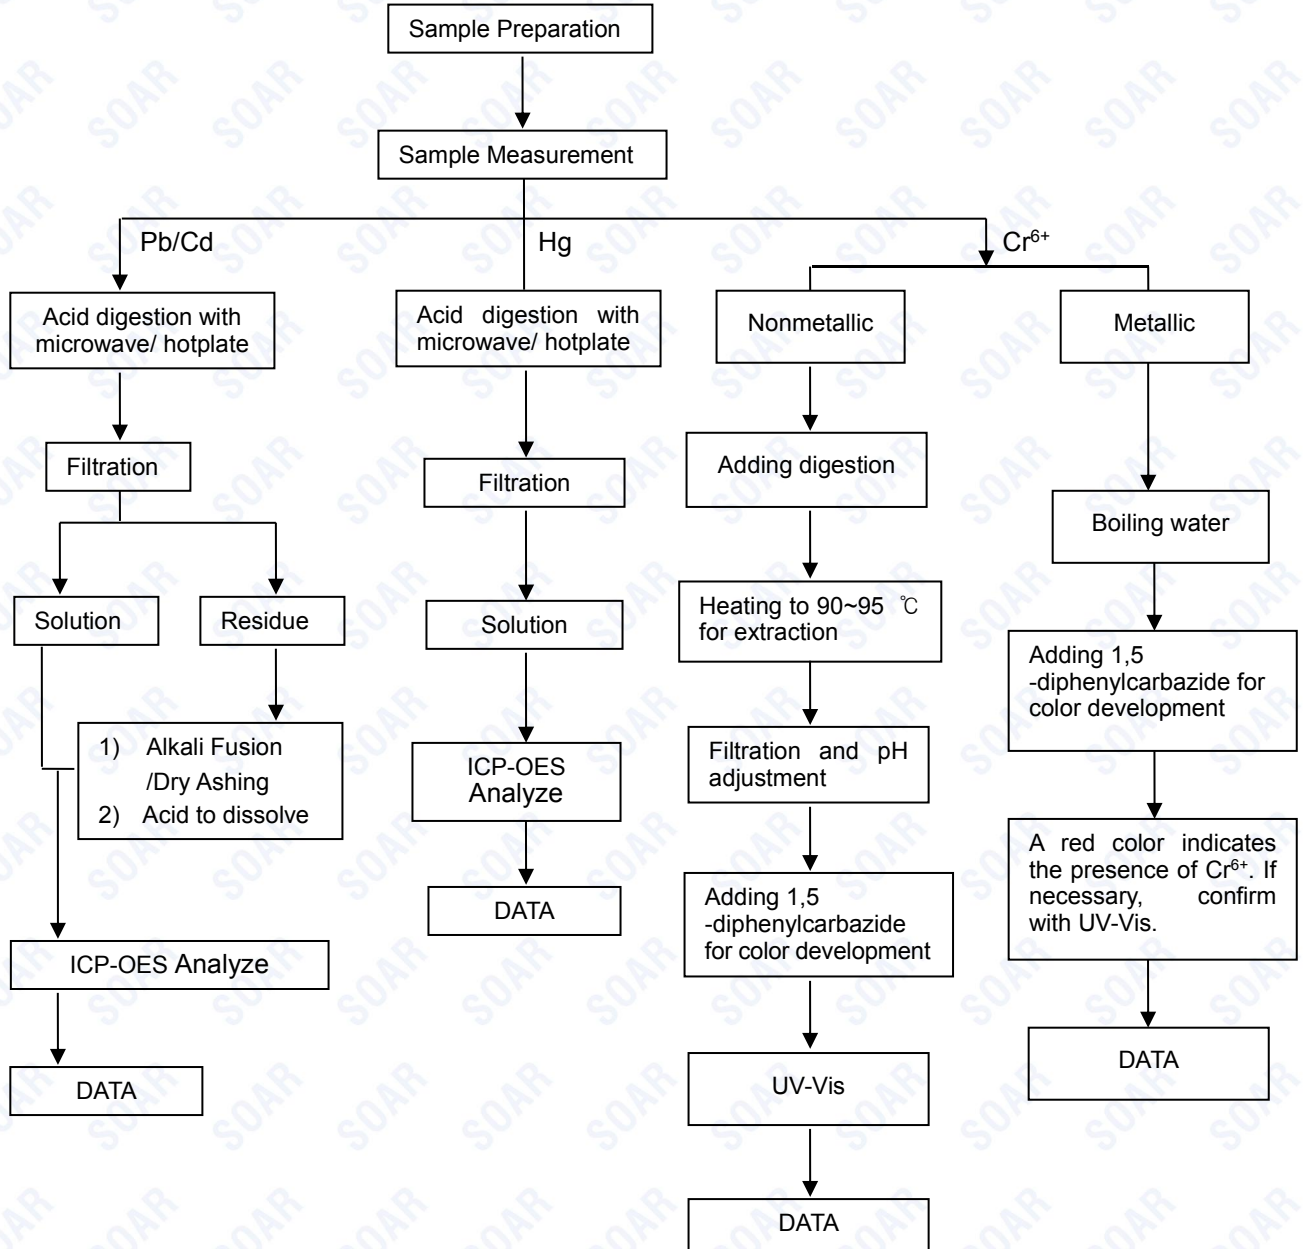 Sample Preparation
Sample Measurement
Pb/Cd
Hg
Cr⁶⁺
Acid digestion with
microwave/ hotplate
Filtration
Solution
Residue
1) Alkali Fusion
/Dry Ashing
2) Acid to dissolve
ICP-OES Analyze
DATA
Acid digestion with
microwave/ hotplate
Filtration
Solution
ICP-OES
Analyze
DATA
Nonmetallic
Adding digestion
Heating to 90~95 ℃
for extraction
Filtration and pH
adjustment
Adding 1,5
-diphenylcarbazide
for color development
UV-Vis
DATA
Metallic
Boiling water
Adding 1,5
-diphenylcarbazide for
color development
A red color indicates
the presence of Cr⁶⁺. If
necessary, confirm
with UV-Vis.
DATA
SOAR